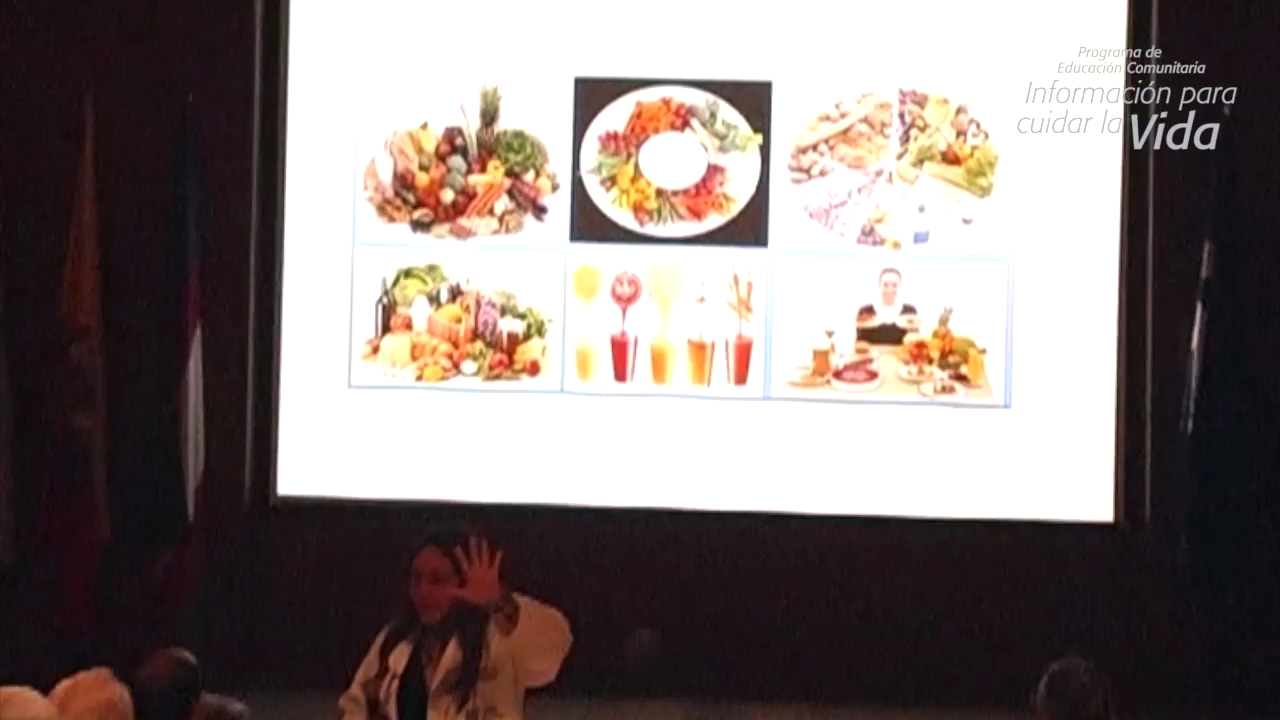 Programa de
Educación Comunitaria
Información para
cuidar la Vida